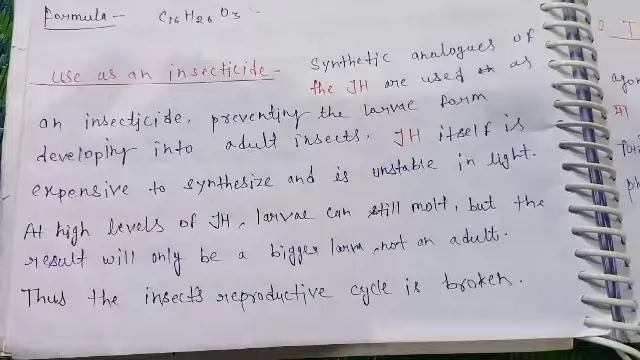 Formula - C16H26O3
Use as an insecticide - Synthetic analogues of
the JH are used as
an insecticide, preventing the larvae form
developing into adult insects. JH itself is
expensive to synthesize and is unstable in light.
At high levels of JH, larvae can still molt, but the
result will only be a bigger larva, not an adult.
Thus the insect's reproductive cycle is broken.
2 T
ago